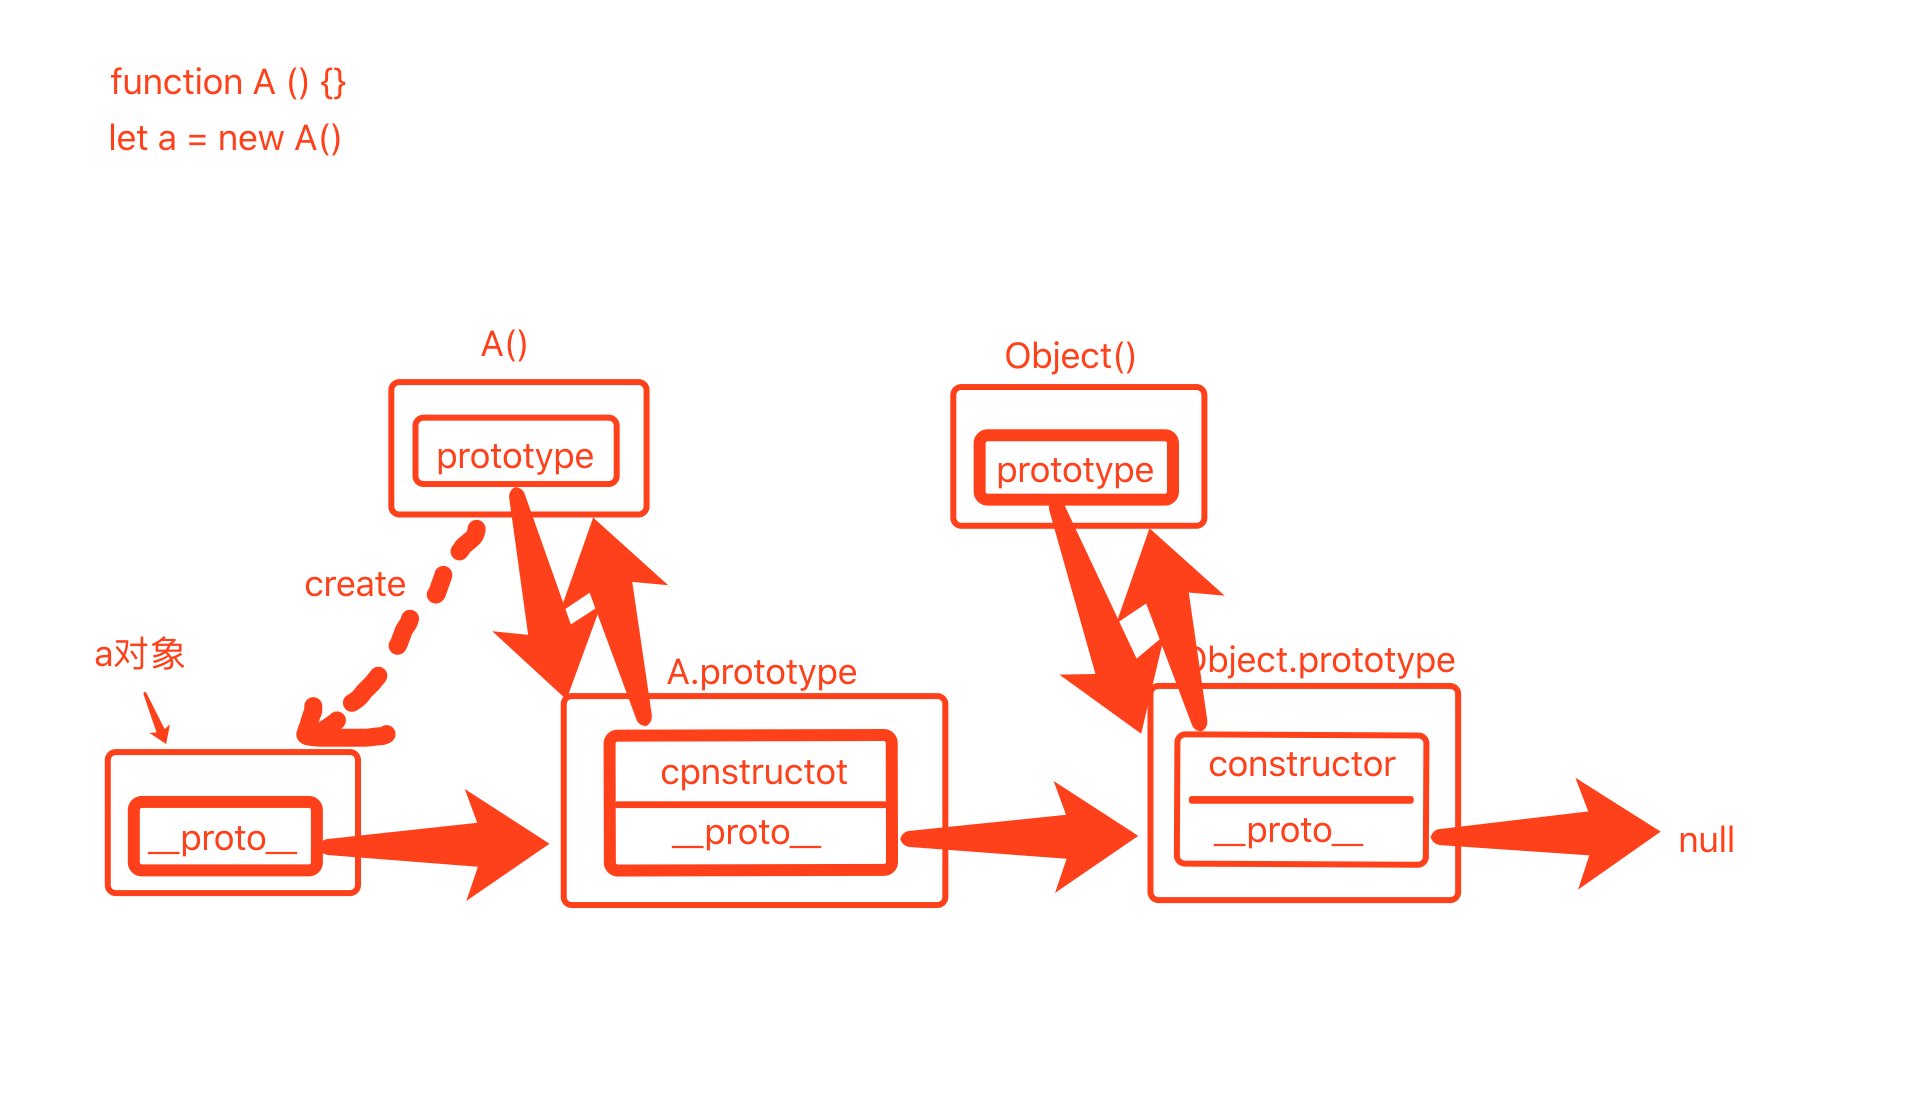 function A () {}
let a = new A()
A()
Object()
prototype
prototype
create
a对象
A.prototype
Object.prototype
cpnstructot
constructor
__proto__
__proto__
__proto__
null